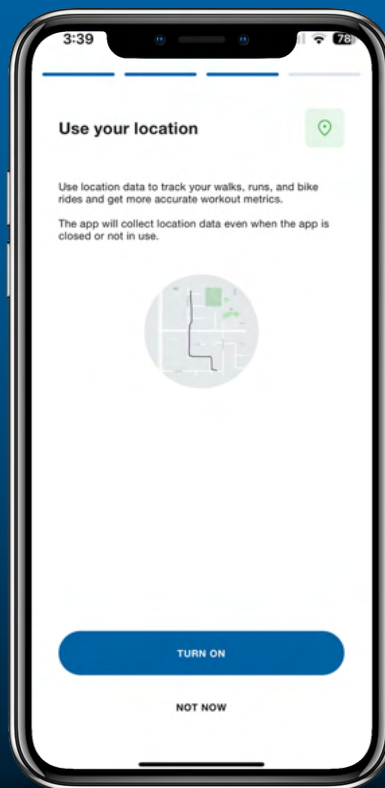 3:39
78
Use your location
Use location data to track your walks, runs, and bike
rides and get more accurate workout metrics.
The app will collect location data even when the app is
closed or not in use.
TURN ON
NOT NOW